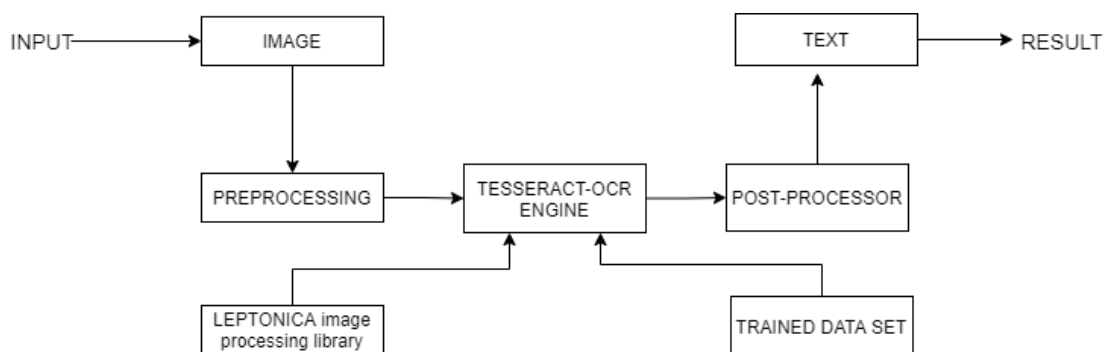 INPUT
IMAGE
TEXT
RESULT
PREPROCESSING
TESSERACT-OCR
ENGINE
POST-PROCESSOR
LEPTONICA image
processing library
TRAINED DATA SET